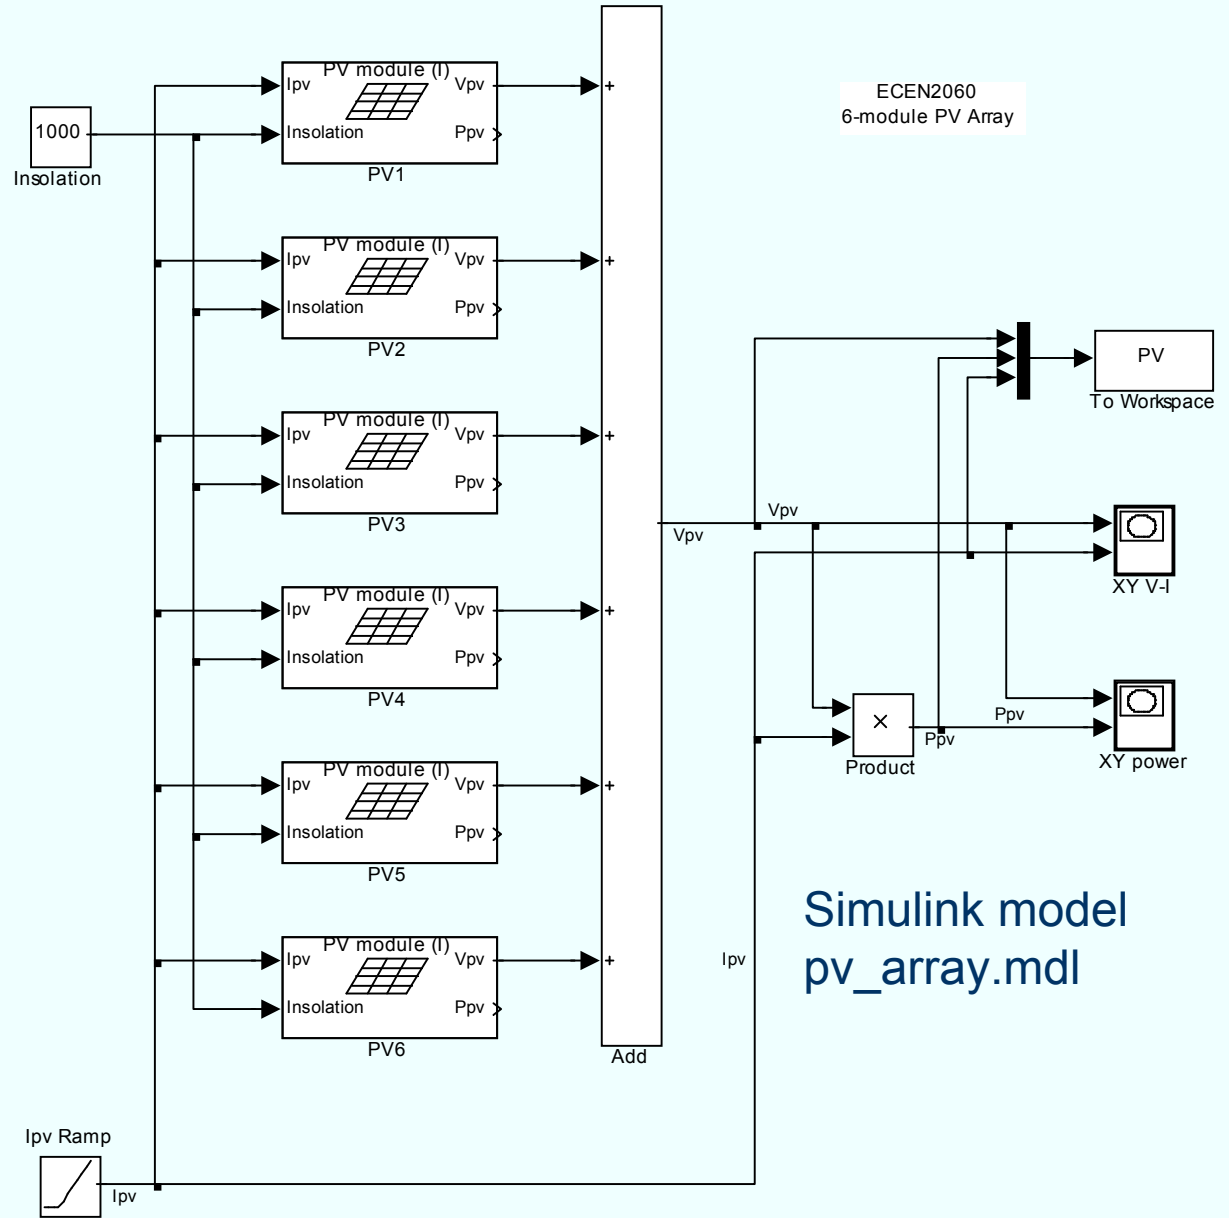 ECEN2060
6-module PV Array
1000
Insolation
PV module (I)
Ipv
Vpv
Insolation
Ppv
PV1
+
PV module (I)
Ipv
Vpv
Insolation
Ppv
PV2
+
PV module (I)
Ipv
Vpv
Insolation
Ppv
PV3
+
PV module (I)
Ipv
Vpv
Insolation
Ppv
PV4
+
PV module (I)
Ipv
Vpv
Insolation
Ppv
PV5
+
PV module (I)
Ipv
Vpv
Insolation
Ppv
PV6
+
Add
Ipv Ramp
Ipv
PV
To Workspace
Vpv
Vpv
XY V-I
×
Product
Ppv
Ppv
XY power
Ipv
Simulink model
pv_array.mdl